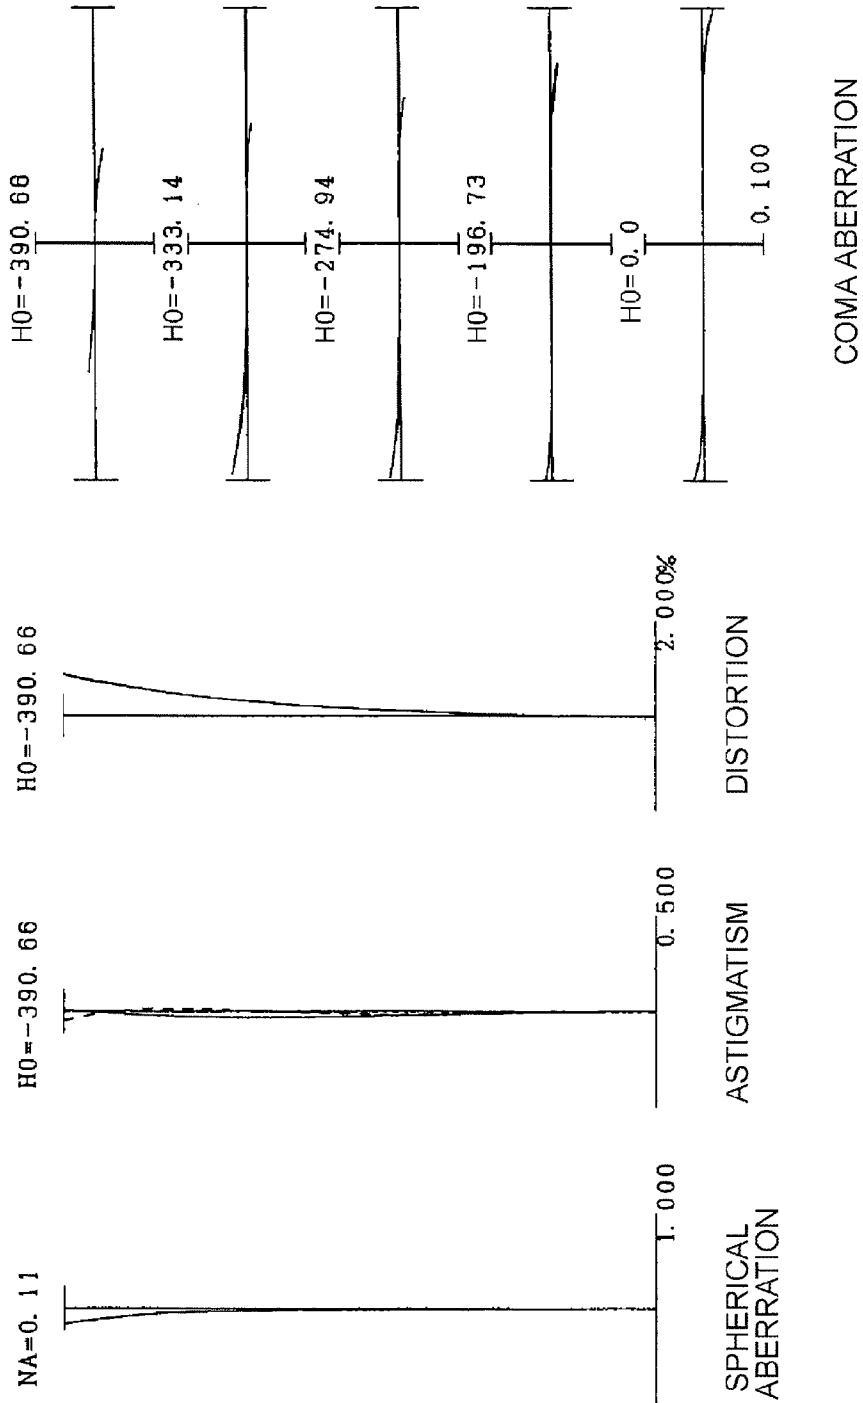 NA=0. 11
1. 000
SPHERICAL
ABERRATION
H0=-390. 66
0. 500
ASTIGMATISM
H0=-390. 66
2. 000%
DISTORTION
H0=-390. 66
H0=-333. 14
H0=-274. 94
H0=-196. 73
H0=0. 0
0. 100
COMA ABERRATION